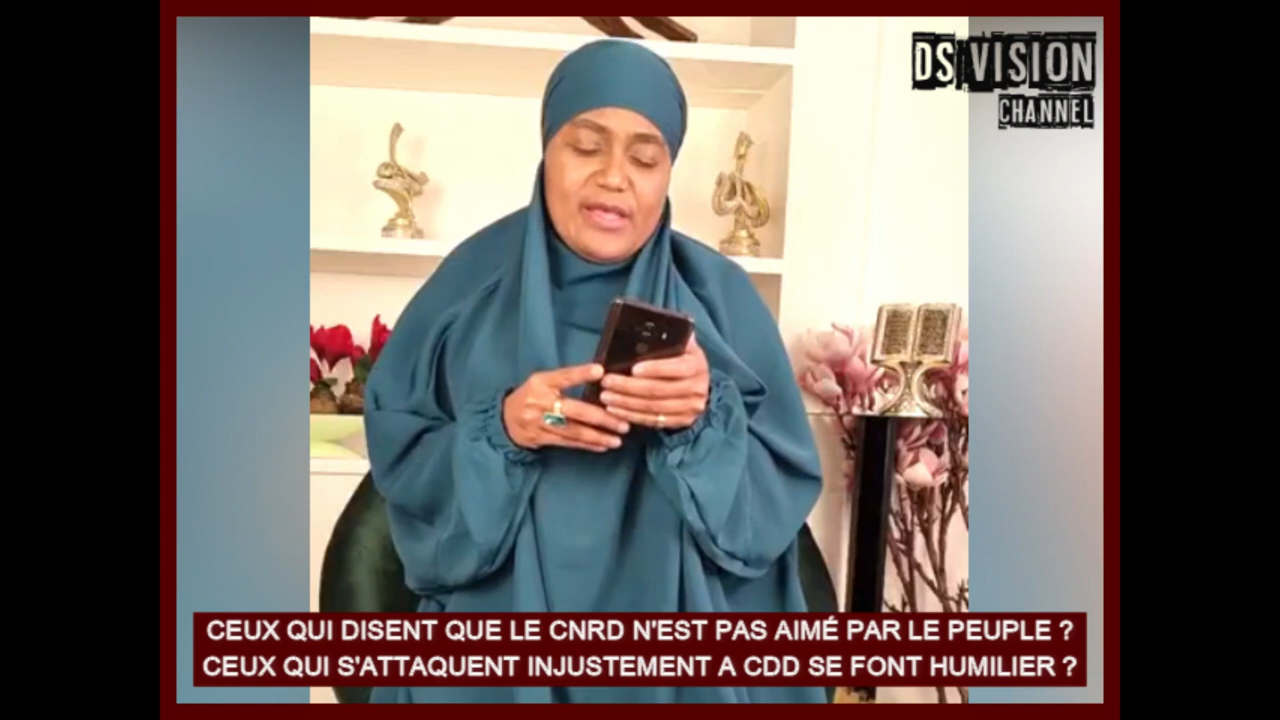 DS VISION
CHANNEL
CEUX QUI DISENT QUE LE CNRD N'EST PAS AIMÉ PAR LE PEUPLE ?
CEUX QUI S'ATTAQUENT INJUSTEMENT A CDD SE FONT HUMILIER ?